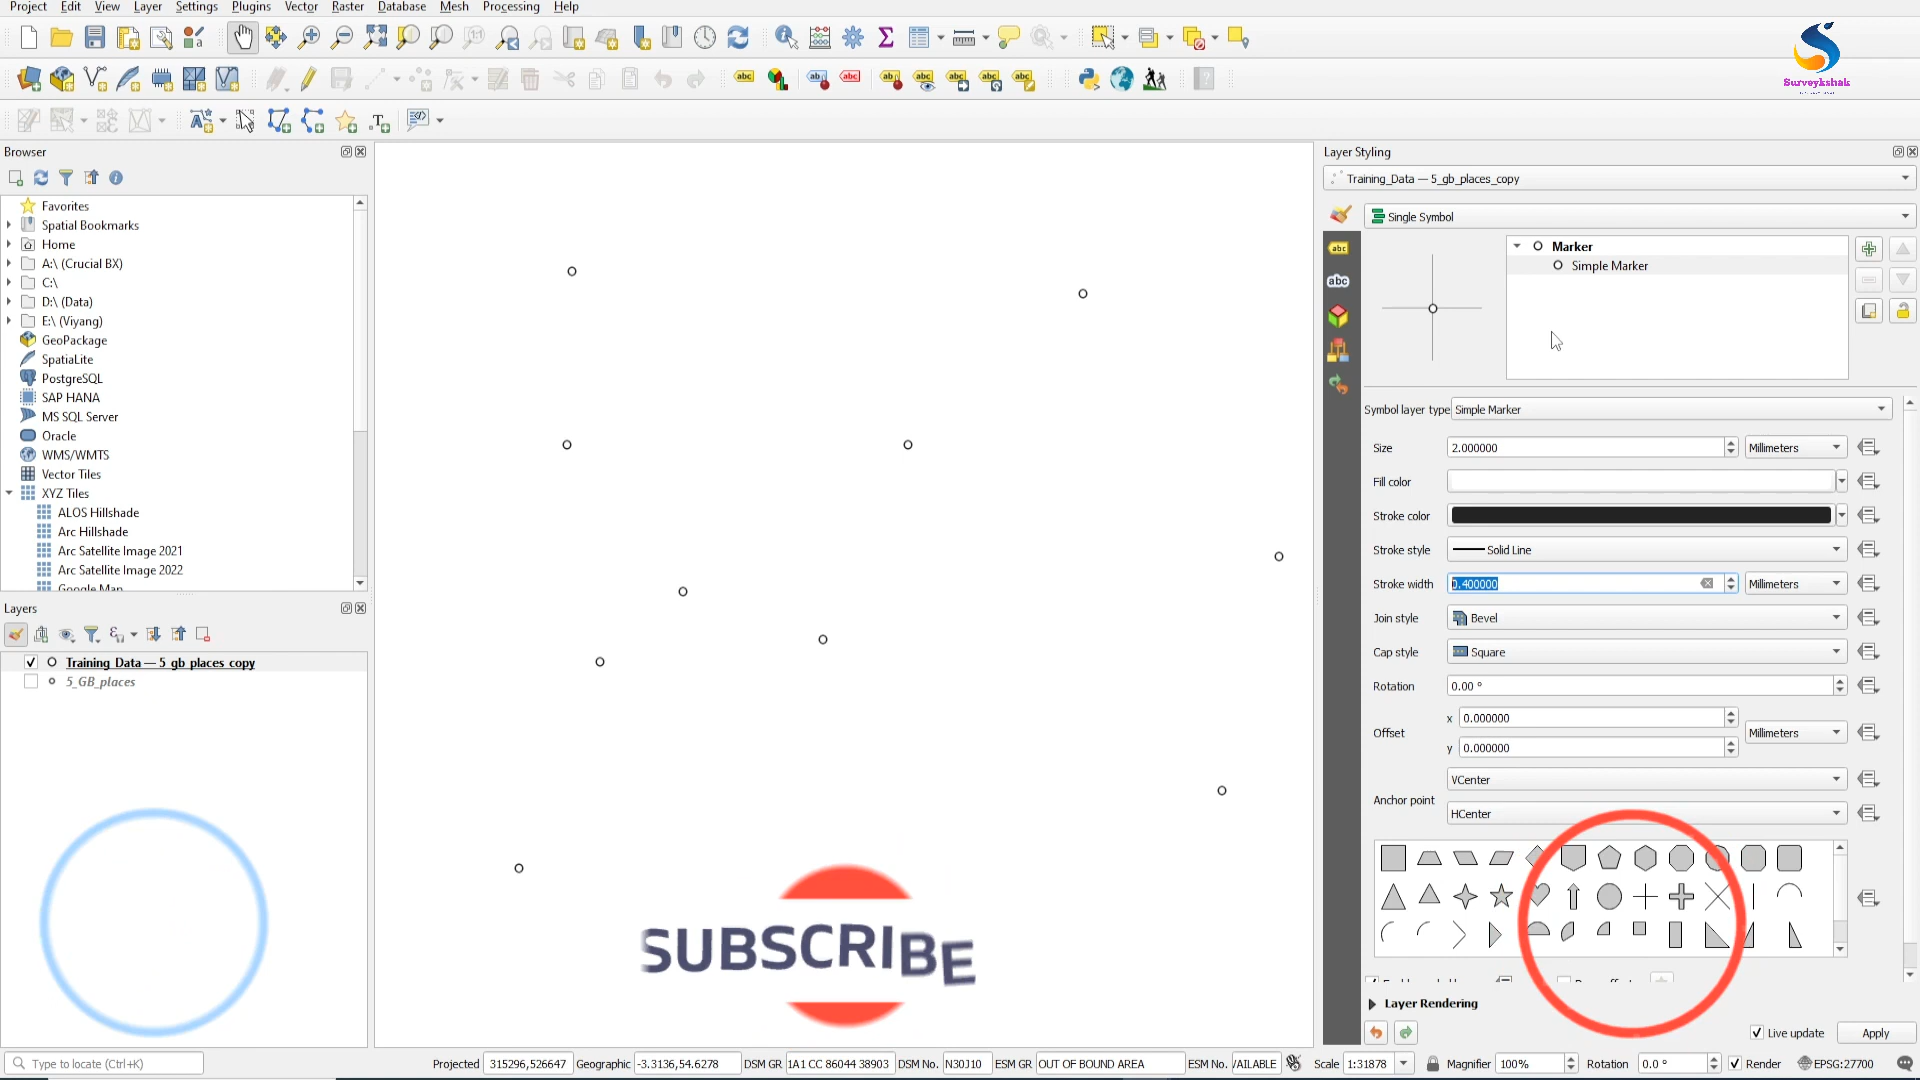 Project Edit View Layer Settings Plugins Vector Raster Database Mesh Processing Help
Surveykshak
Browser
Favorites
Spatial Bookmarks
Home
A:\ (Crucial BX)
C:\
D:\ (Data)
E:\ (Viyang)
GeoPackage
SpatiaLite
PostgreSQL
SAP HANA
MS SQL Server
Oracle
WMS/WMTS
Vector Tiles
XYZ Tiles
ALOS Hillshade
Arc Hillshade
Arc Satellite Image 2021
Arc Satellite Image 2022
Google Map
Layers
Training_Data — 5_gb_places_copy
5_GB_places
SUBSCRIBE
Layer Styling
Training_Data — 5_gb_places_copy
Single Symbol
Marker
Simple Marker
Symbol layer type Simple Marker
Size 2.000000 Millimeters
Fill color
Stroke color
Stroke style Solid Line
Stroke width 0.400000 Millimeters
Join style Bevel
Cap style Square
Rotation 0.00 °
Offset x 0.000000 Millimeters
y 0.000000
Anchor point VCenter
HCenter
Layer Rendering
Live update Apply
Type to locate (Ctrl+K) Projected 315296,526647 Geographic -3.3136,54.6278 DSM GR 1A1 CC 86044 38903 DSM No. N30J10 ESM GR OUT OF BOUND AREA ESM No. /AILABLE Scale 1:31878 Magnifier 100% Rotation 0.0 ° Render EPSG:27700